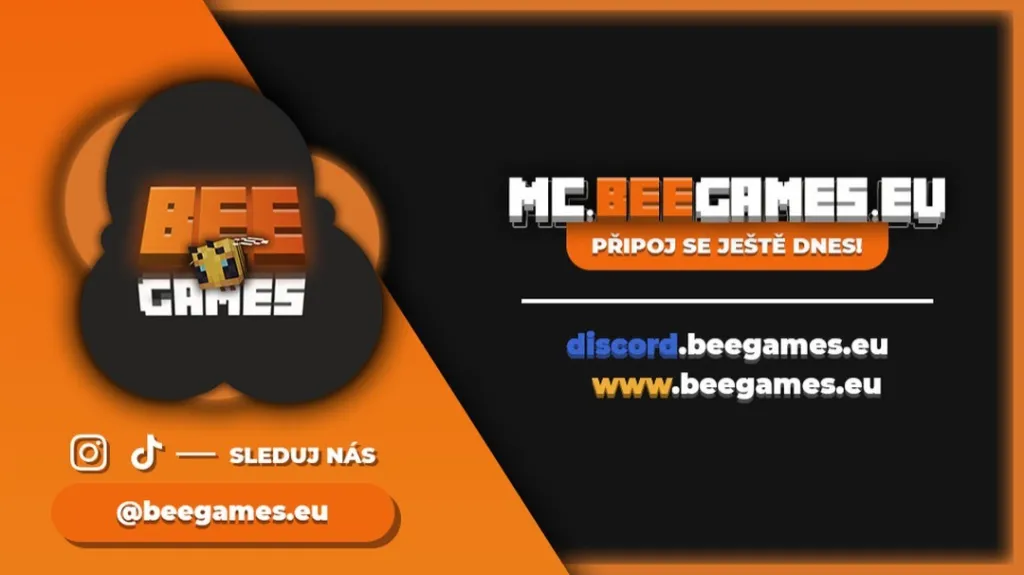 BEE
GAMES
SLEDUJ NÁS
@beegames.eu
MC.BEEGAMES.EU
PŘIPOJ SE JEŠTĚ DNES!
discord.beegames.eu
www.beegames.eu